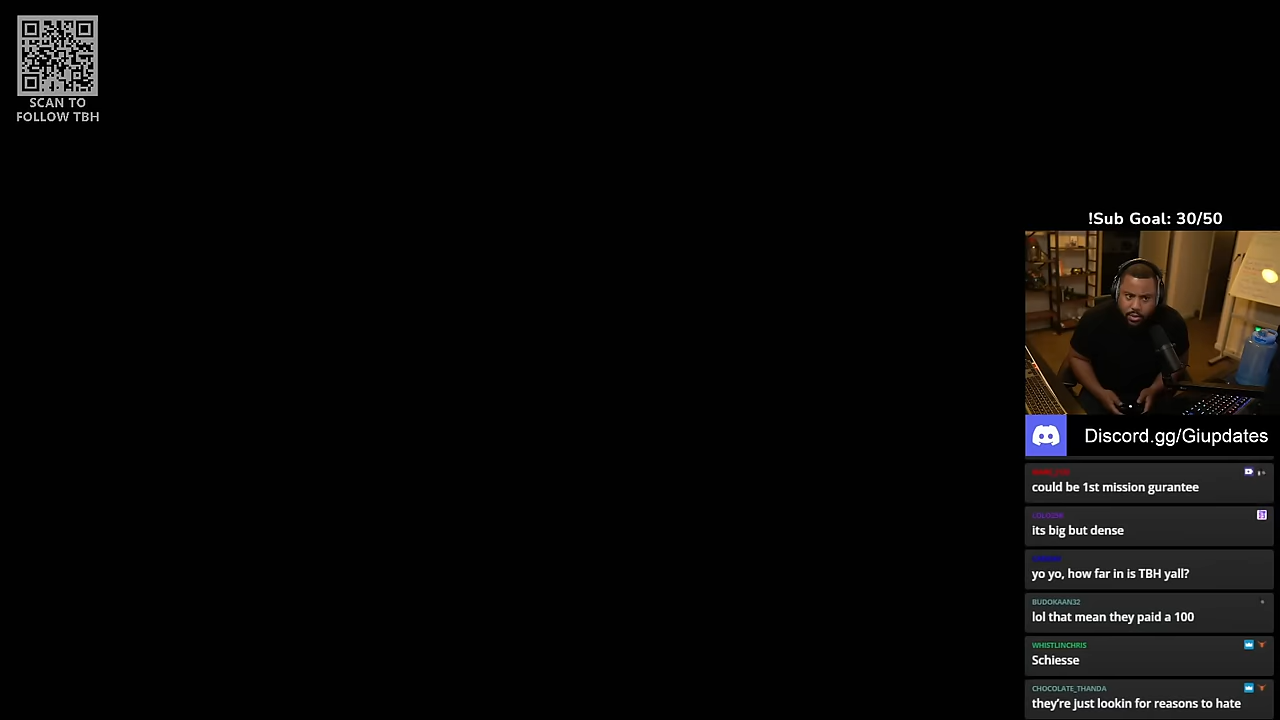 SCAN TO
FOLLOW TBH
!Sub Goal: 30/50
Discord.gg/Giupdates
could be 1st mission gurantee
its big but dense
yo yo, how far in is TBH yall?
BUDOKAAN32
lol that mean they paid a 100
WHISTLINCHRIS
Schiesse
CHOCOLATE_THANDA
they're just lookin for reasons to hate